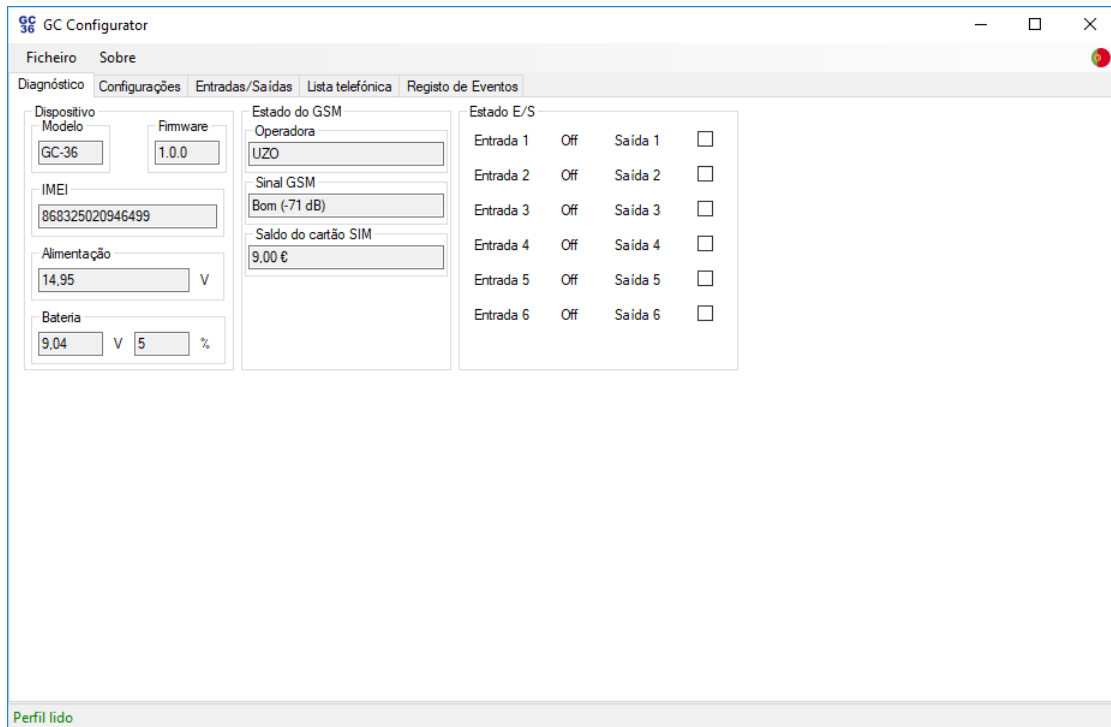 GC
36 GC Configurator
Ficheiro Sobre
Diagnóstico Configurações Entradas/Saídas Lista telefónica Registo de Eventos
Dispositivo
Modelo Firmware
GC-36 1.0.0
IMEI
868325020946499
Alimentação
14,95 V
Bateria
9,04 V 5 %
Estado do GSM
Operadora
UZO
Sinal GSM
Bom (-71 dB)
Saldo do cartão SIM
9,00 €
Estado E/S
Entrada 1 Off Saída 1
Entrada 2 Off Saída 2
Entrada 3 Off Saída 3
Entrada 4 Off Saída 4
Entrada 5 Off Saída 5
Entrada 6 Off Saída 6
Perfil lido